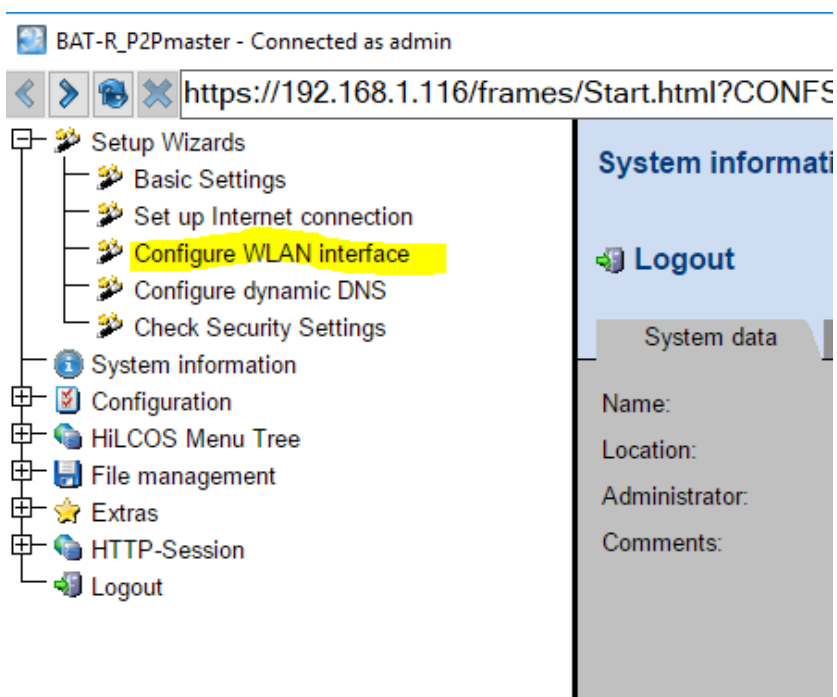 BAT-R_P2Pmaster - Connected as admin
https://192.168.1.116/frames/Start.html?CONFS
Setup Wizards
Basic Settings
Set up Internet connection
Configure WLAN interface
Configure dynamic DNS
Check Security Settings
System information
Configuration
HiLCOS Menu Tree
File management
Extras
HTTP-Session
Logout
System informati
Logout
System data
Name:
Location:
Administrator:
Comments: